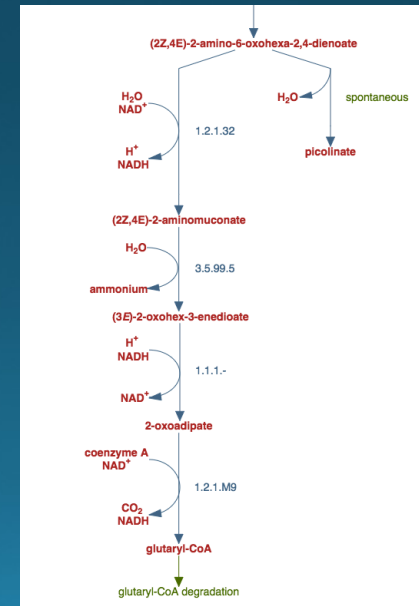 (2Z,4E)-2-amino-6-oxohexa-2,4-dienoate
H₂O
NAD⁺
1.2.1.32
H⁺
NADH
H₂O
spontaneous
picolinate
(2Z,4E)-2-aminomuconate
H₂O
3.5.99.5
ammonium
(3E)-2-oxohex-3-enedioate
H⁺
NADH
1.1.1.-
NAD⁺
2-oxoadipate
coenzyme A
NAD⁺
1.2.1.M9
CO₂
NADH
glutaryl-CoA
glutaryl-CoA degradation